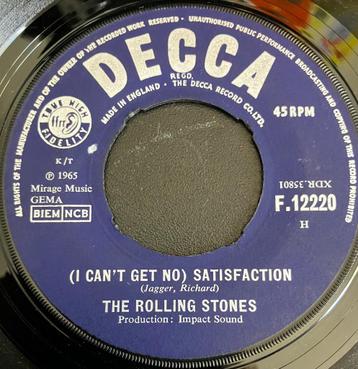 ALL RIGHTS OF THE MANUFACTURER AND OF THE OWNER OF THE RECORDED WORK RESERVED • UNAUTHORISED PUBLIC PERFORMANCE BROADCASTING AND COPYING OF THIS RECORD PROHIBITED
DECCA
REGD.
MADE IN ENGLAND • THE DECCA RECORD CO. LTD.
TRUE HIGH
ffrr
FIDELITY
45 RPM
K/T
℗ 1965
Mirage Music
GEMA
BIEM NCB
XDR.35801
F.12220
H
(I CAN'T GET NO) SATISFACTION
(Jagger, Richard)
THE ROLLING STONES
Production: Impact Sound